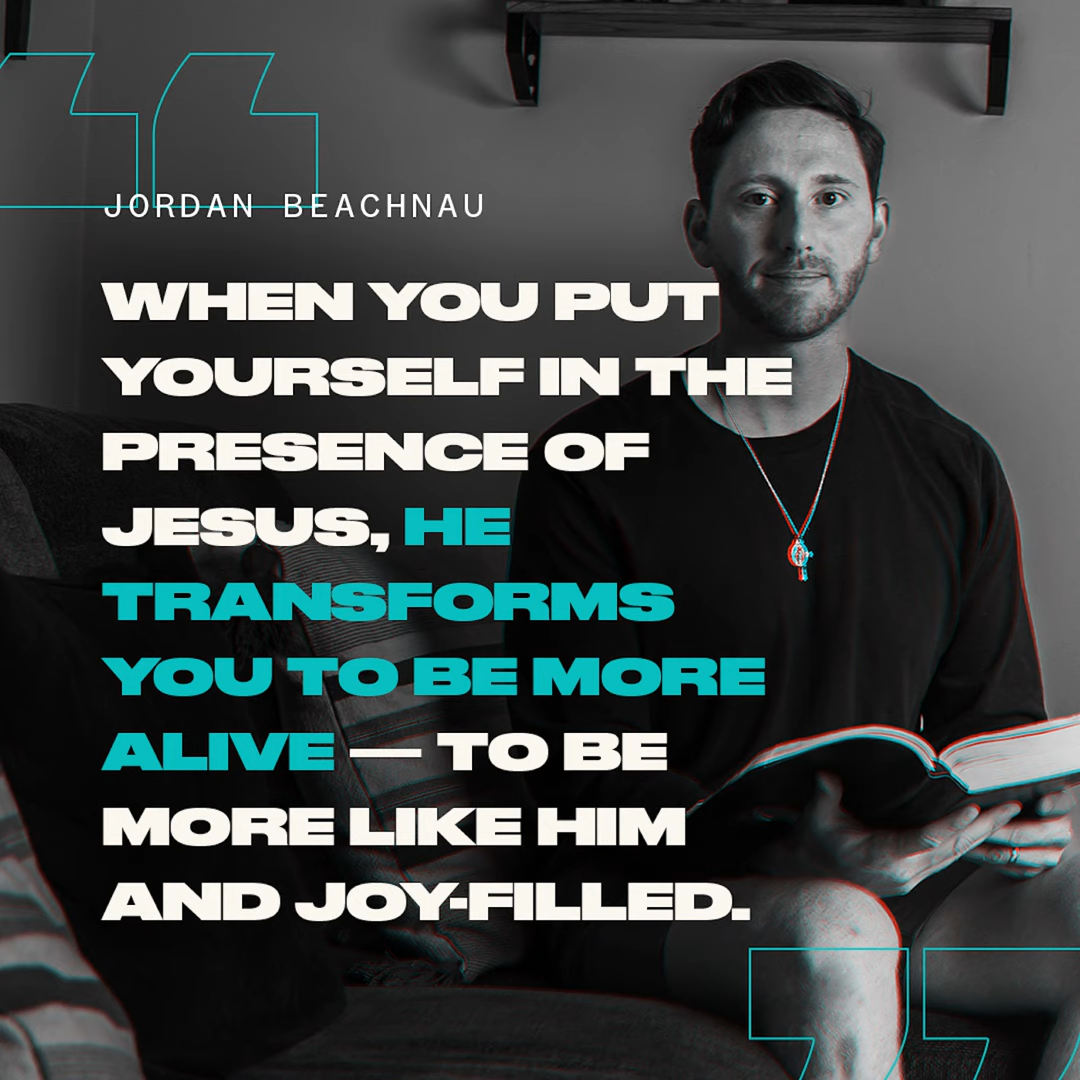 JORDAN BEACHNAU
WHEN YOU PUT
YOURSELF IN THE
PRESENCE OF
JESUS, HE
TRANSFORMS
YOU TO BE MORE
ALIVE — TO BE
MORE LIKE HIM
AND JOY-FILLED.